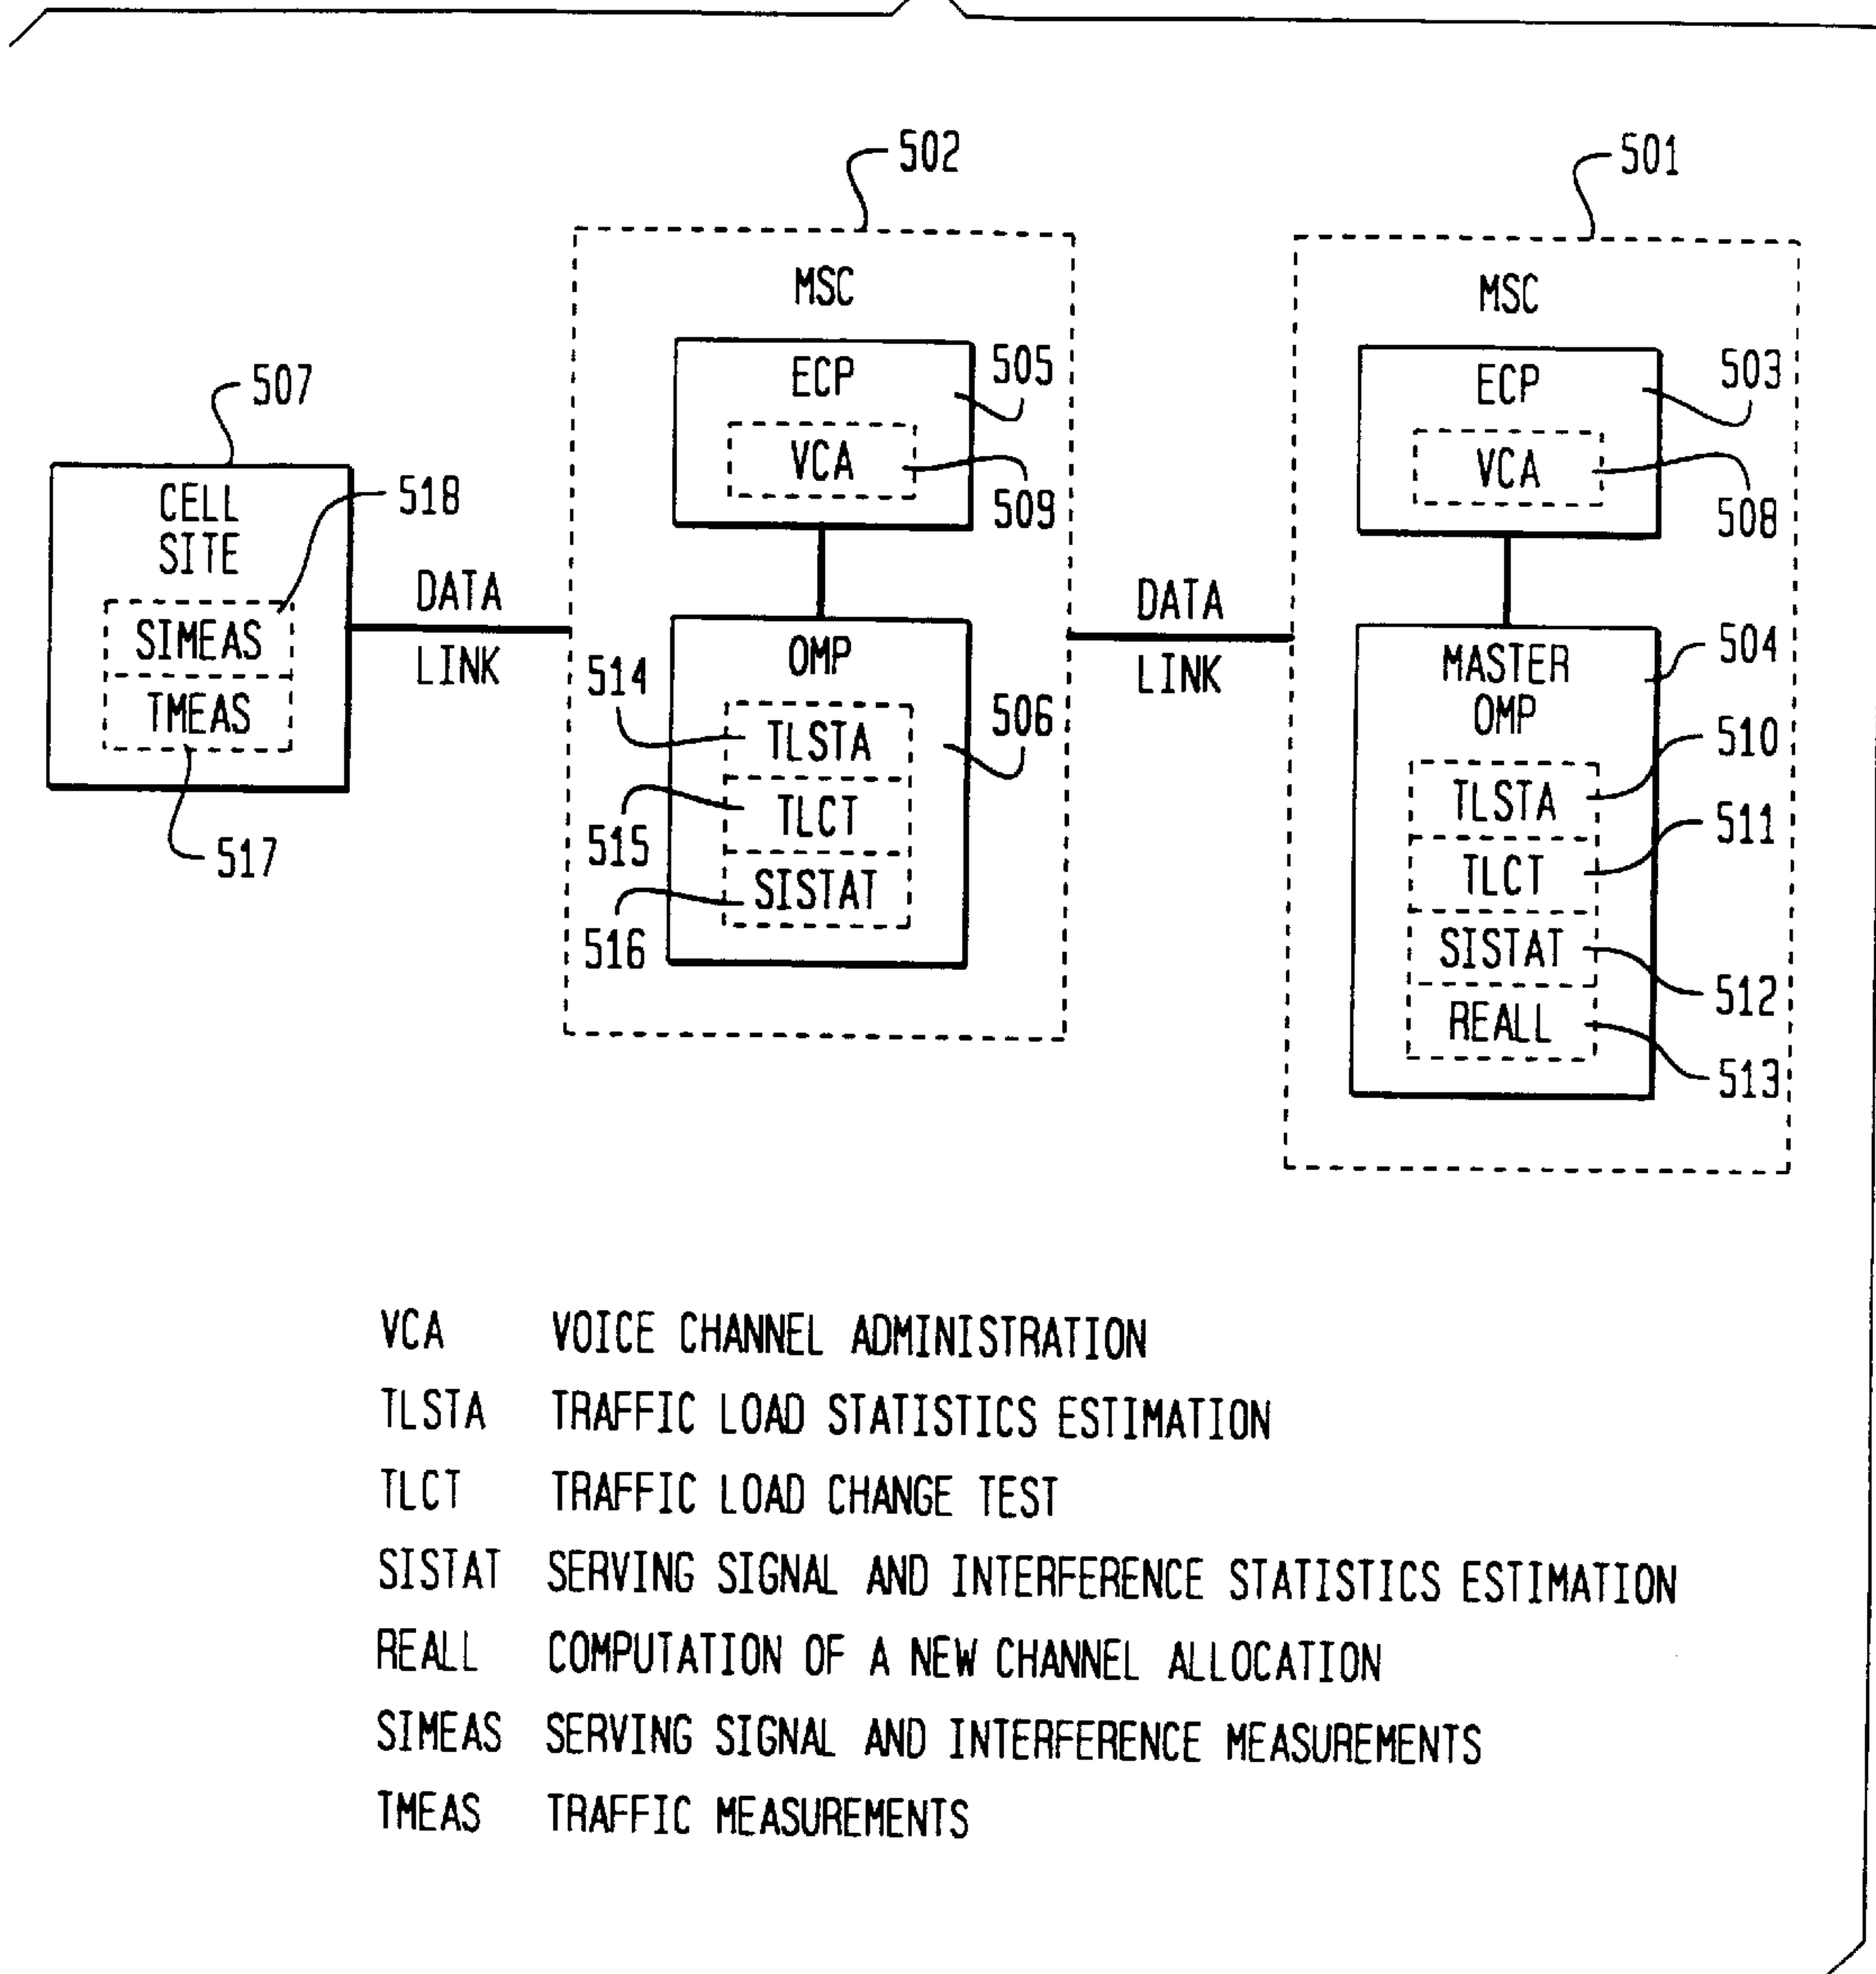 502
501
MSC
MSC
507
ECP
505
ECP
503
VCA
509
VCA
508
CELL
SITE
518
SIMEAS
TMEAS
517
DATA
LINK
DATA
LINK
OMP
506
514
TLSTA
515
TLCT
516
SISTAT
MASTER
OMP
504
TLSTA
510
TLCT
511
SISTAT
512
REALL
513
VCA VOICE CHANNEL ADMINISTRATION
TLSTA TRAFFIC LOAD STATISTICS ESTIMATION
TLCT TRAFFIC LOAD CHANGE TEST
SISTAT SERVING SIGNAL AND INTERFERENCE STATISTICS ESTIMATION
REALL COMPUTATION OF A NEW CHANNEL ALLOCATION
SIMEAS SERVING SIGNAL AND INTERFERENCE MEASUREMENTS
TMEAS TRAFFIC MEASUREMENTS